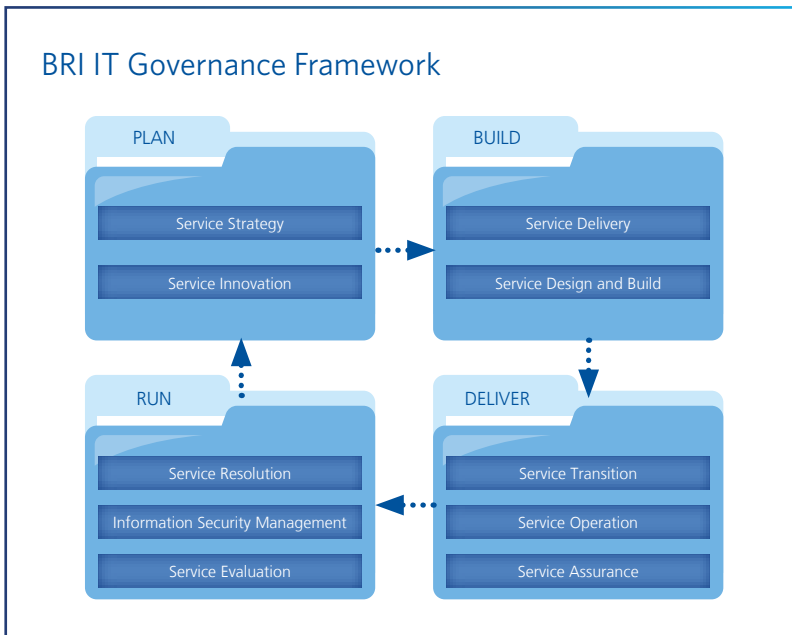 BRI IT Governance Framework
PLAN
Service Strategy
Service Innovation
BUILD
Service Delivery
Service Design and Build
RUN
Service Resolution
Information Security Management
Service Evaluation
DELIVER
Service Transition
Service Operation
Service Assurance